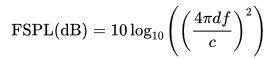 FSPL(dB) = 10 log₁₀ ((4πdf / c)²)